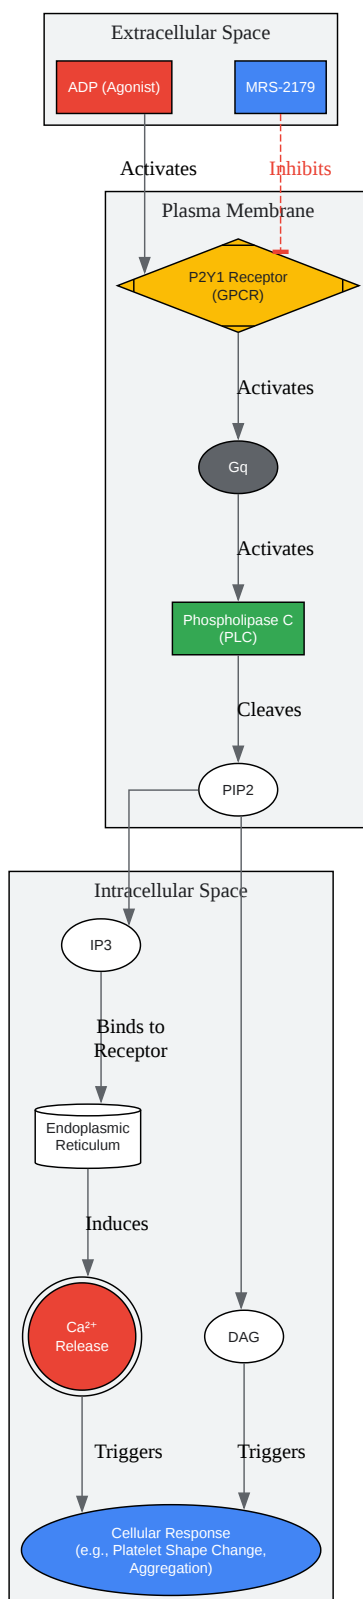 Extracellular Space
ADP (Agonist)
MRS-2179
Activates
Inhibits
Plasma Membrane
P2Y1 Receptor
(GPCR)
Activates
Gq
Activates
Phospholipase C
(PLC)
Cleaves
PIP2
Intracellular Space
IP3
Binds to
Receptor
Endoplasmic
Reticulum
Induces
Ca²⁺
Release
DAG
Triggers
Triggers
Cellular Response
(e.g., Platelet Shape Change,
Aggregation)